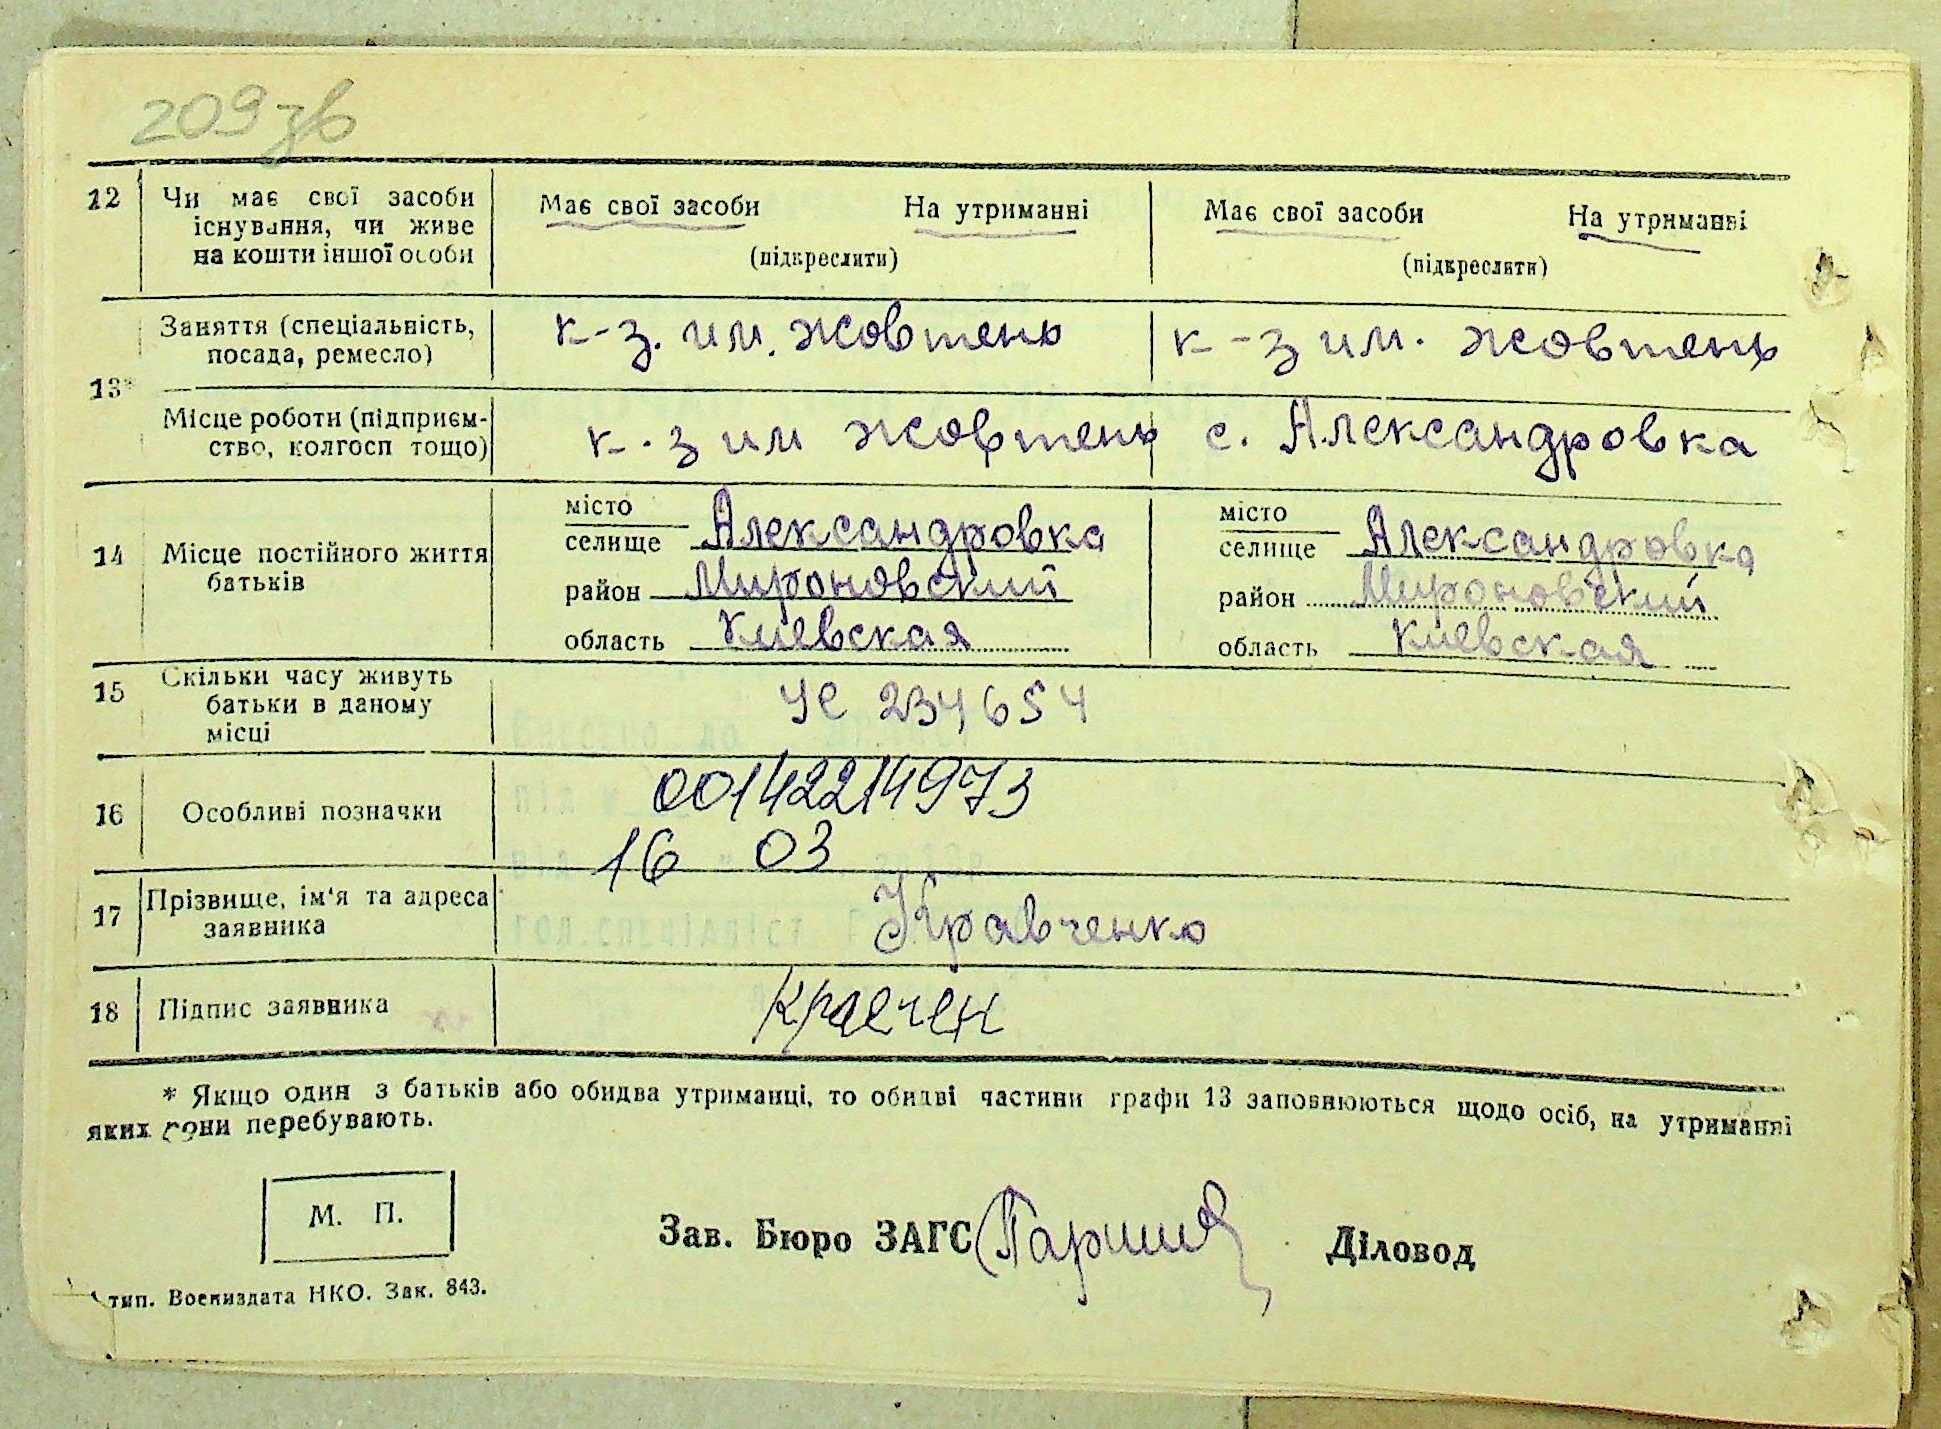 209 зв
12 Чи має свої засоби існування, чи живе на кошти іншої особи
Має свої засоби На утриманні
(підкреслити)
Має свої засоби На утриманні
(підкреслити)
13*
Заняття (спеціальність, посада, ремесло)
к-з. им. жовтень
к-з им. жовтень
Місце роботи (підприємство, колгосп тощо)
к-з им жовтень
с. Александровка
14 Місце постійного життя батьків
місто
селище Александровка
район Мироновский
область Киевская
місто
селище Александровка
район Мироновский
область Киевская
15 Скільки часу живуть батьки в даному місці
УС 234654
16 Особливі позначки
00142214973
16 03
17 Прізвище, ім'я та адреса заявника
Кравченко
18 Підпис заявника
* Якщо один з батьків або обидва утриманці, то обидві частини графи 13 заповнюються щодо осіб, на утриманні
яких вони перебувають.
М. П.
Зав. Бюро ЗАГС
Діловод
тип. Воениздата НКО. Зак. 843.